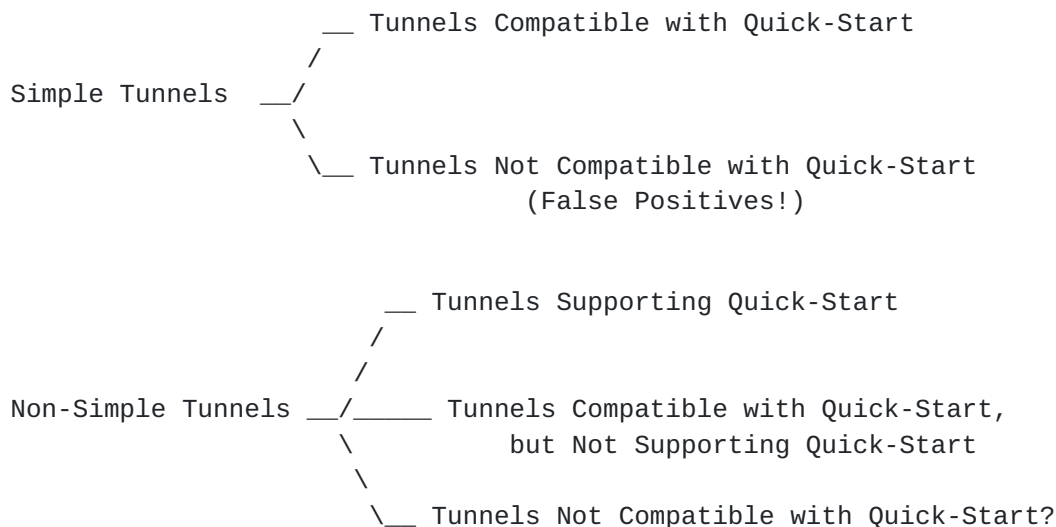 Tunnels Compatible with Quick-Start
Simple Tunnels
Tunnels Not Compatible with Quick-Start
(False Positives!)
Tunnels Supporting Quick-Start
Non-Simple Tunnels
Tunnels Compatible with Quick-Start,
but Not Supporting Quick-Start
Tunnels Not Compatible with Quick-Start?